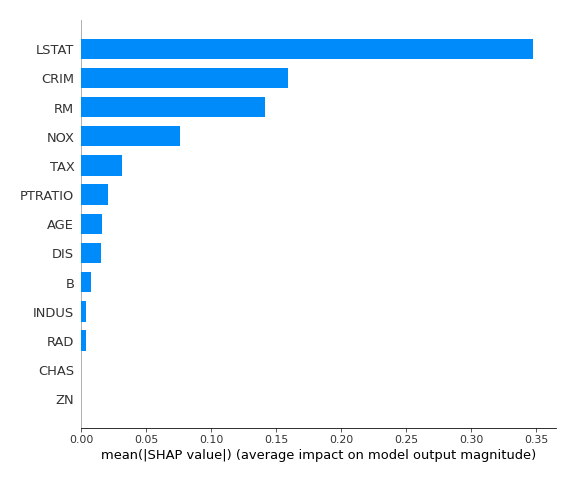 LSTAT
CRIM
RM
NOX
TAX
PTRATIO
AGE
DIS
B
INDUS
RAD
CHAS
ZN
0.00 0.05 0.10 0.15 0.20 0.25 0.30 0.35
mean(|SHAP value|) (average impact on model output magnitude)